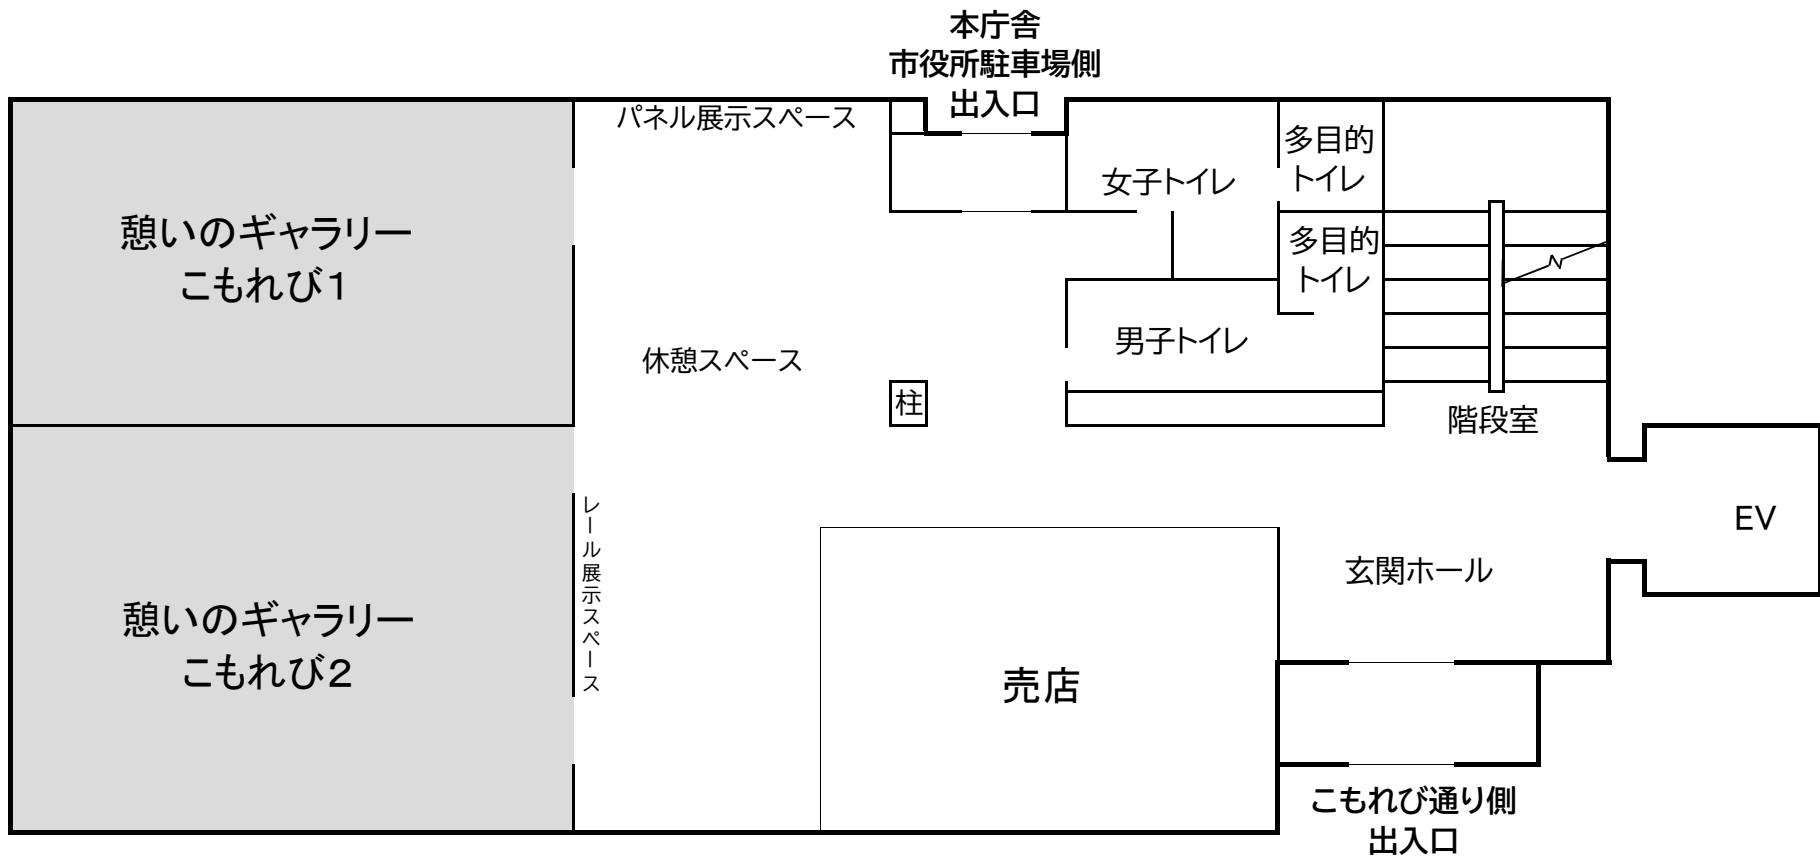 本庁舎
市役所駐車場側
出入口
パネル展示スペース
多目的
トイレ
女子トイレ
憩いのギャラリー
こもれび1
多目的
トイレ
男子トイレ
休憩スペース
柱
階段室
レール展示スペース
EV
玄関ホール
憩いのギャラリー
こもれび2
売店
こもれび通り側
出入口